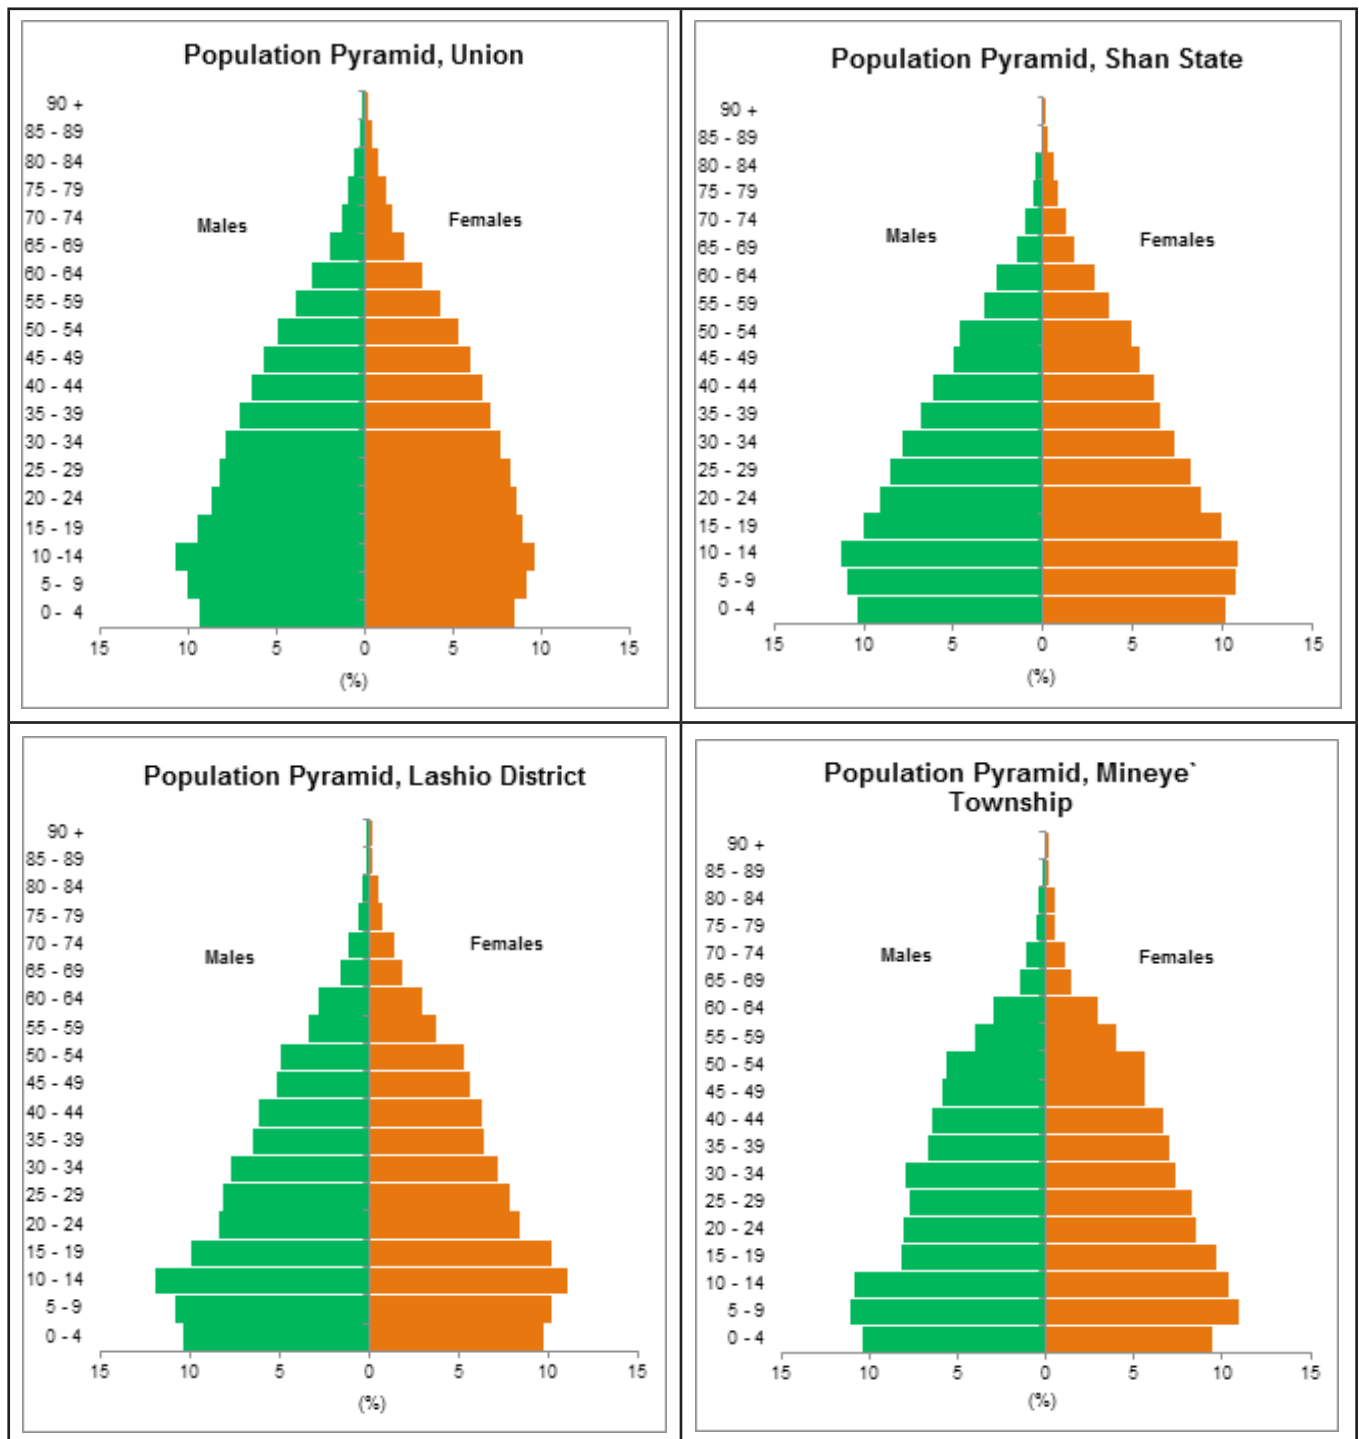 Population Pyramid, Union
90 +
85 - 89
80 - 84
75 - 79
70 - 74
65 - 69
60 - 64
55 - 59
50 - 54
45 - 49
40 - 44
35 - 39
30 - 34
25 - 29
20 - 24
15 - 19
10 -14
5 -  9
0 -  4
Males
Females
15 10 5 0 5 10 15
(%)
Population Pyramid, Shan State
90 +
85 - 89
80 - 84
75 - 79
70 - 74
65 - 69
60 - 64
55 - 59
50 - 54
45 - 49
40 - 44
35 - 39
30 - 34
25 - 29
20 - 24
15 - 19
10 - 14
5 - 9
0 - 4
Males
Females
15 10 5 0 5 10 15
(%)
Population Pyramid, Lashio District
90 +
85 - 89
80 - 84
75 - 79
70 - 74
65 - 69
60 - 64
55 - 59
50 - 54
45 - 49
40 - 44
35 - 39
30 - 34
25 - 29
20 - 24
15 - 19
10 - 14
5 - 9
0 - 4
Males
Females
15 10 5 0 5 10 15
(%)
Population Pyramid, Mineye`
Township
90 +
85 - 89
80 - 84
75 - 79
70 - 74
65 - 69
60 - 64
55 - 59
50 - 54
45 - 49
40 - 44
35 - 39
30 - 34
25 - 29
20 - 24
15 - 19
10 - 14
5 - 9
0 - 4
Males
Females
15 10 5 0 5 10 15
(%)